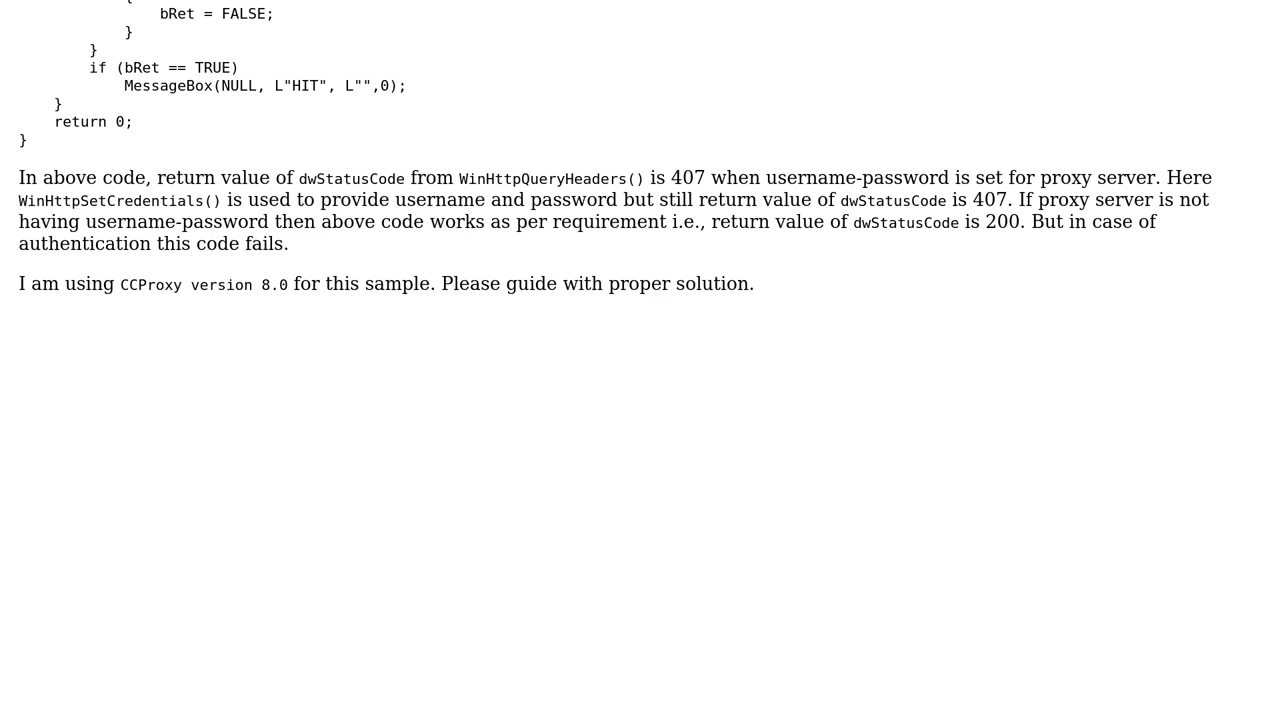 {
bRet = FALSE;
}
}
if (bRet == TRUE)
MessageBox(NULL, L"HIT", L"",0);
}
return 0;
}
In above code, return value of dwStatusCode from WinHttpQueryHeaders() is 407 when username-password is set for proxy server. Here
WinHttpSetCredentials() is used to provide username and password but still return value of dwStatusCode is 407. If proxy server is not
having username-password then above code works as per requirement i.e., return value of dwStatusCode is 200. But in case of
authentication this code fails.
I am using CCProxy version 8.0 for this sample. Please guide with proper solution.